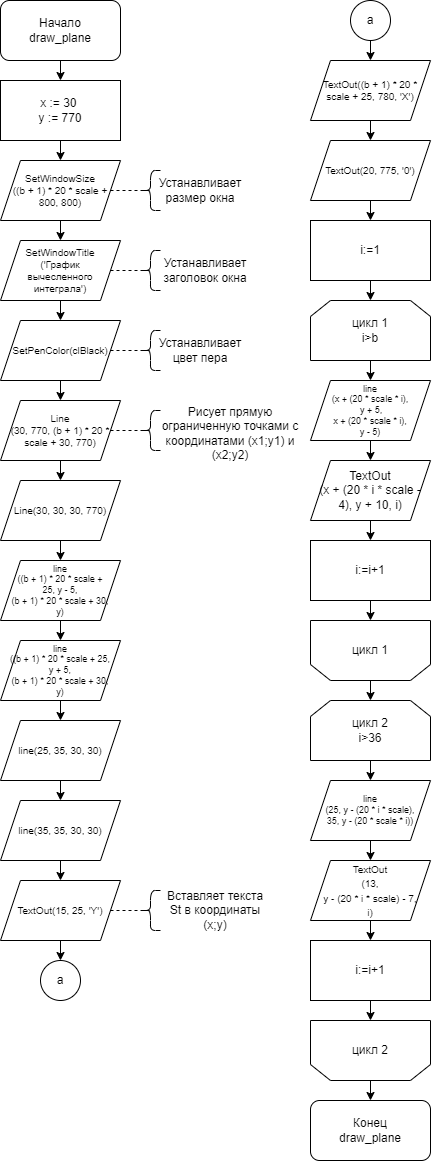 Начало
draw_plane
x := 30
y := 770
SetWindowSize
((b + 1) * 20 * scale +
800, 800)
Устанавливает
размер окна
SetWindowTitle
('График
вычесленного
интеграла')
Устанавливает
заголовок окна
SetPenColor(clBlack)
Устанавливает
цвет пера
Line
(30, 770, (b + 1) * 20 *
scale + 30, 770)
Рисует прямую
ограниченную точками с
координатами (x1;y1) и
(x2;y2)
Line(30, 30, 30, 770)
line
((b + 1) * 20 * scale +
25, y - 5,
(b + 1) * 20 * scale + 30,
y)
line
((b + 1) * 20 * scale + 25,
y + 5,
(b + 1) * 20 * scale + 30,
y)
line(25, 35, 30, 30)
line(35, 35, 30, 30)
TextOut(15, 25, 'Y')
Вставляет текста
St в координаты
(x;y)
a
a
TextOut((b + 1) * 20 *
scale + 25, 780, 'X')
TextOut(20, 775, '0')
i:=1
цикл 1
i>b
line
(x + (20 * scale * i),
y + 5,
x + (20 * scale * i),
y - 5)
TextOut
(x + (20 * i * scale -
4), y + 10, i)
i:=i+1
цикл 1
цикл 2
i>36
line
(25, y - (20 * i * scale),
35, y - (20 * scale * i))
TextOut
(13,
y - (20 * i * scale) - 7,
i)
i:=i+1
цикл 2
Конец
draw_plane